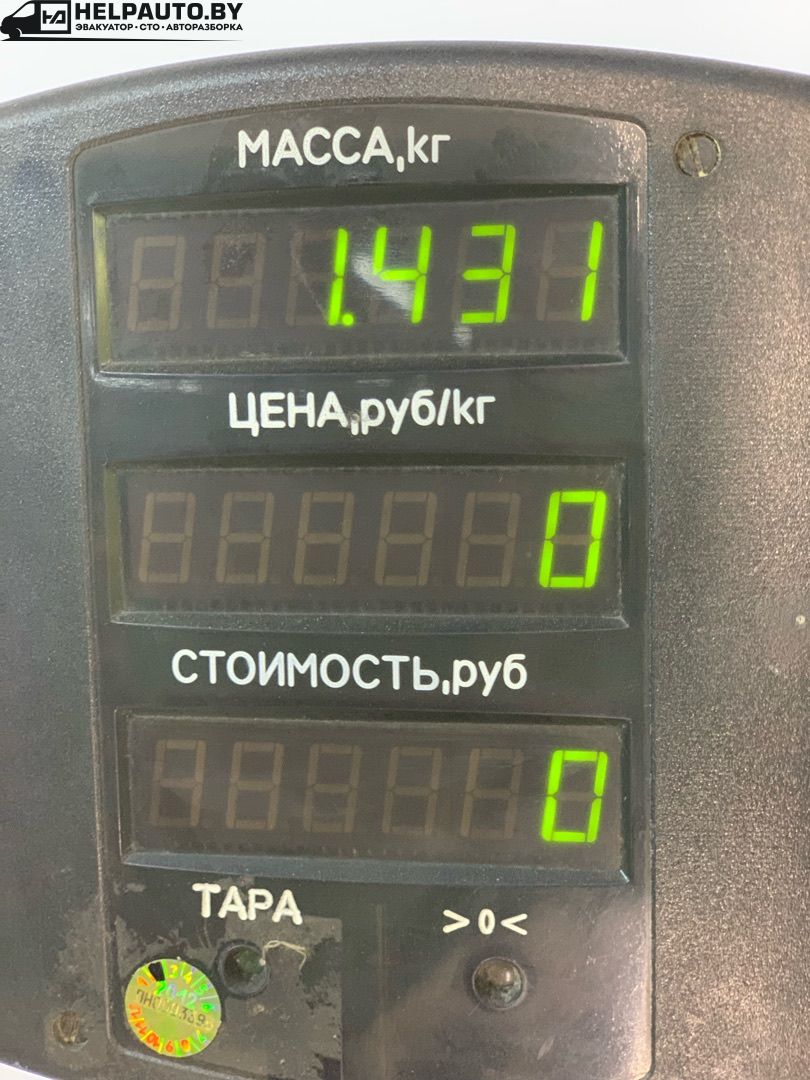 HELPAUTO.BY
ЭВАКУАТОР • СТО • АВТОРАЗБОРКА
МАССА,кг
1.431
ЦЕНА,руб/кг
0
СТОИМОСТЬ,руб
0
ТАРА
>0<